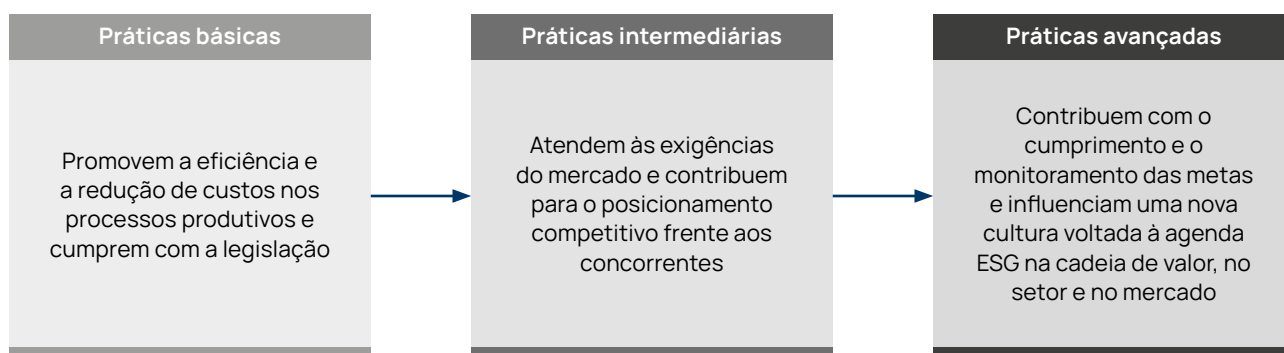 Práticas básicas
Promovem a eficiência e
a redução de custos nos
processos produtivos e
cumprem com a legislação
Práticas intermediárias
Atendem às exigências
do mercado e contribuem
para o posicionamento
competitivo frente aos
concorrentes
Práticas avançadas
Contribuem com o
cumprimento e o
monitoramento das metas
e influenciam uma nova
cultura voltada à agenda
ESG na cadeia de valor, no
setor e no mercado